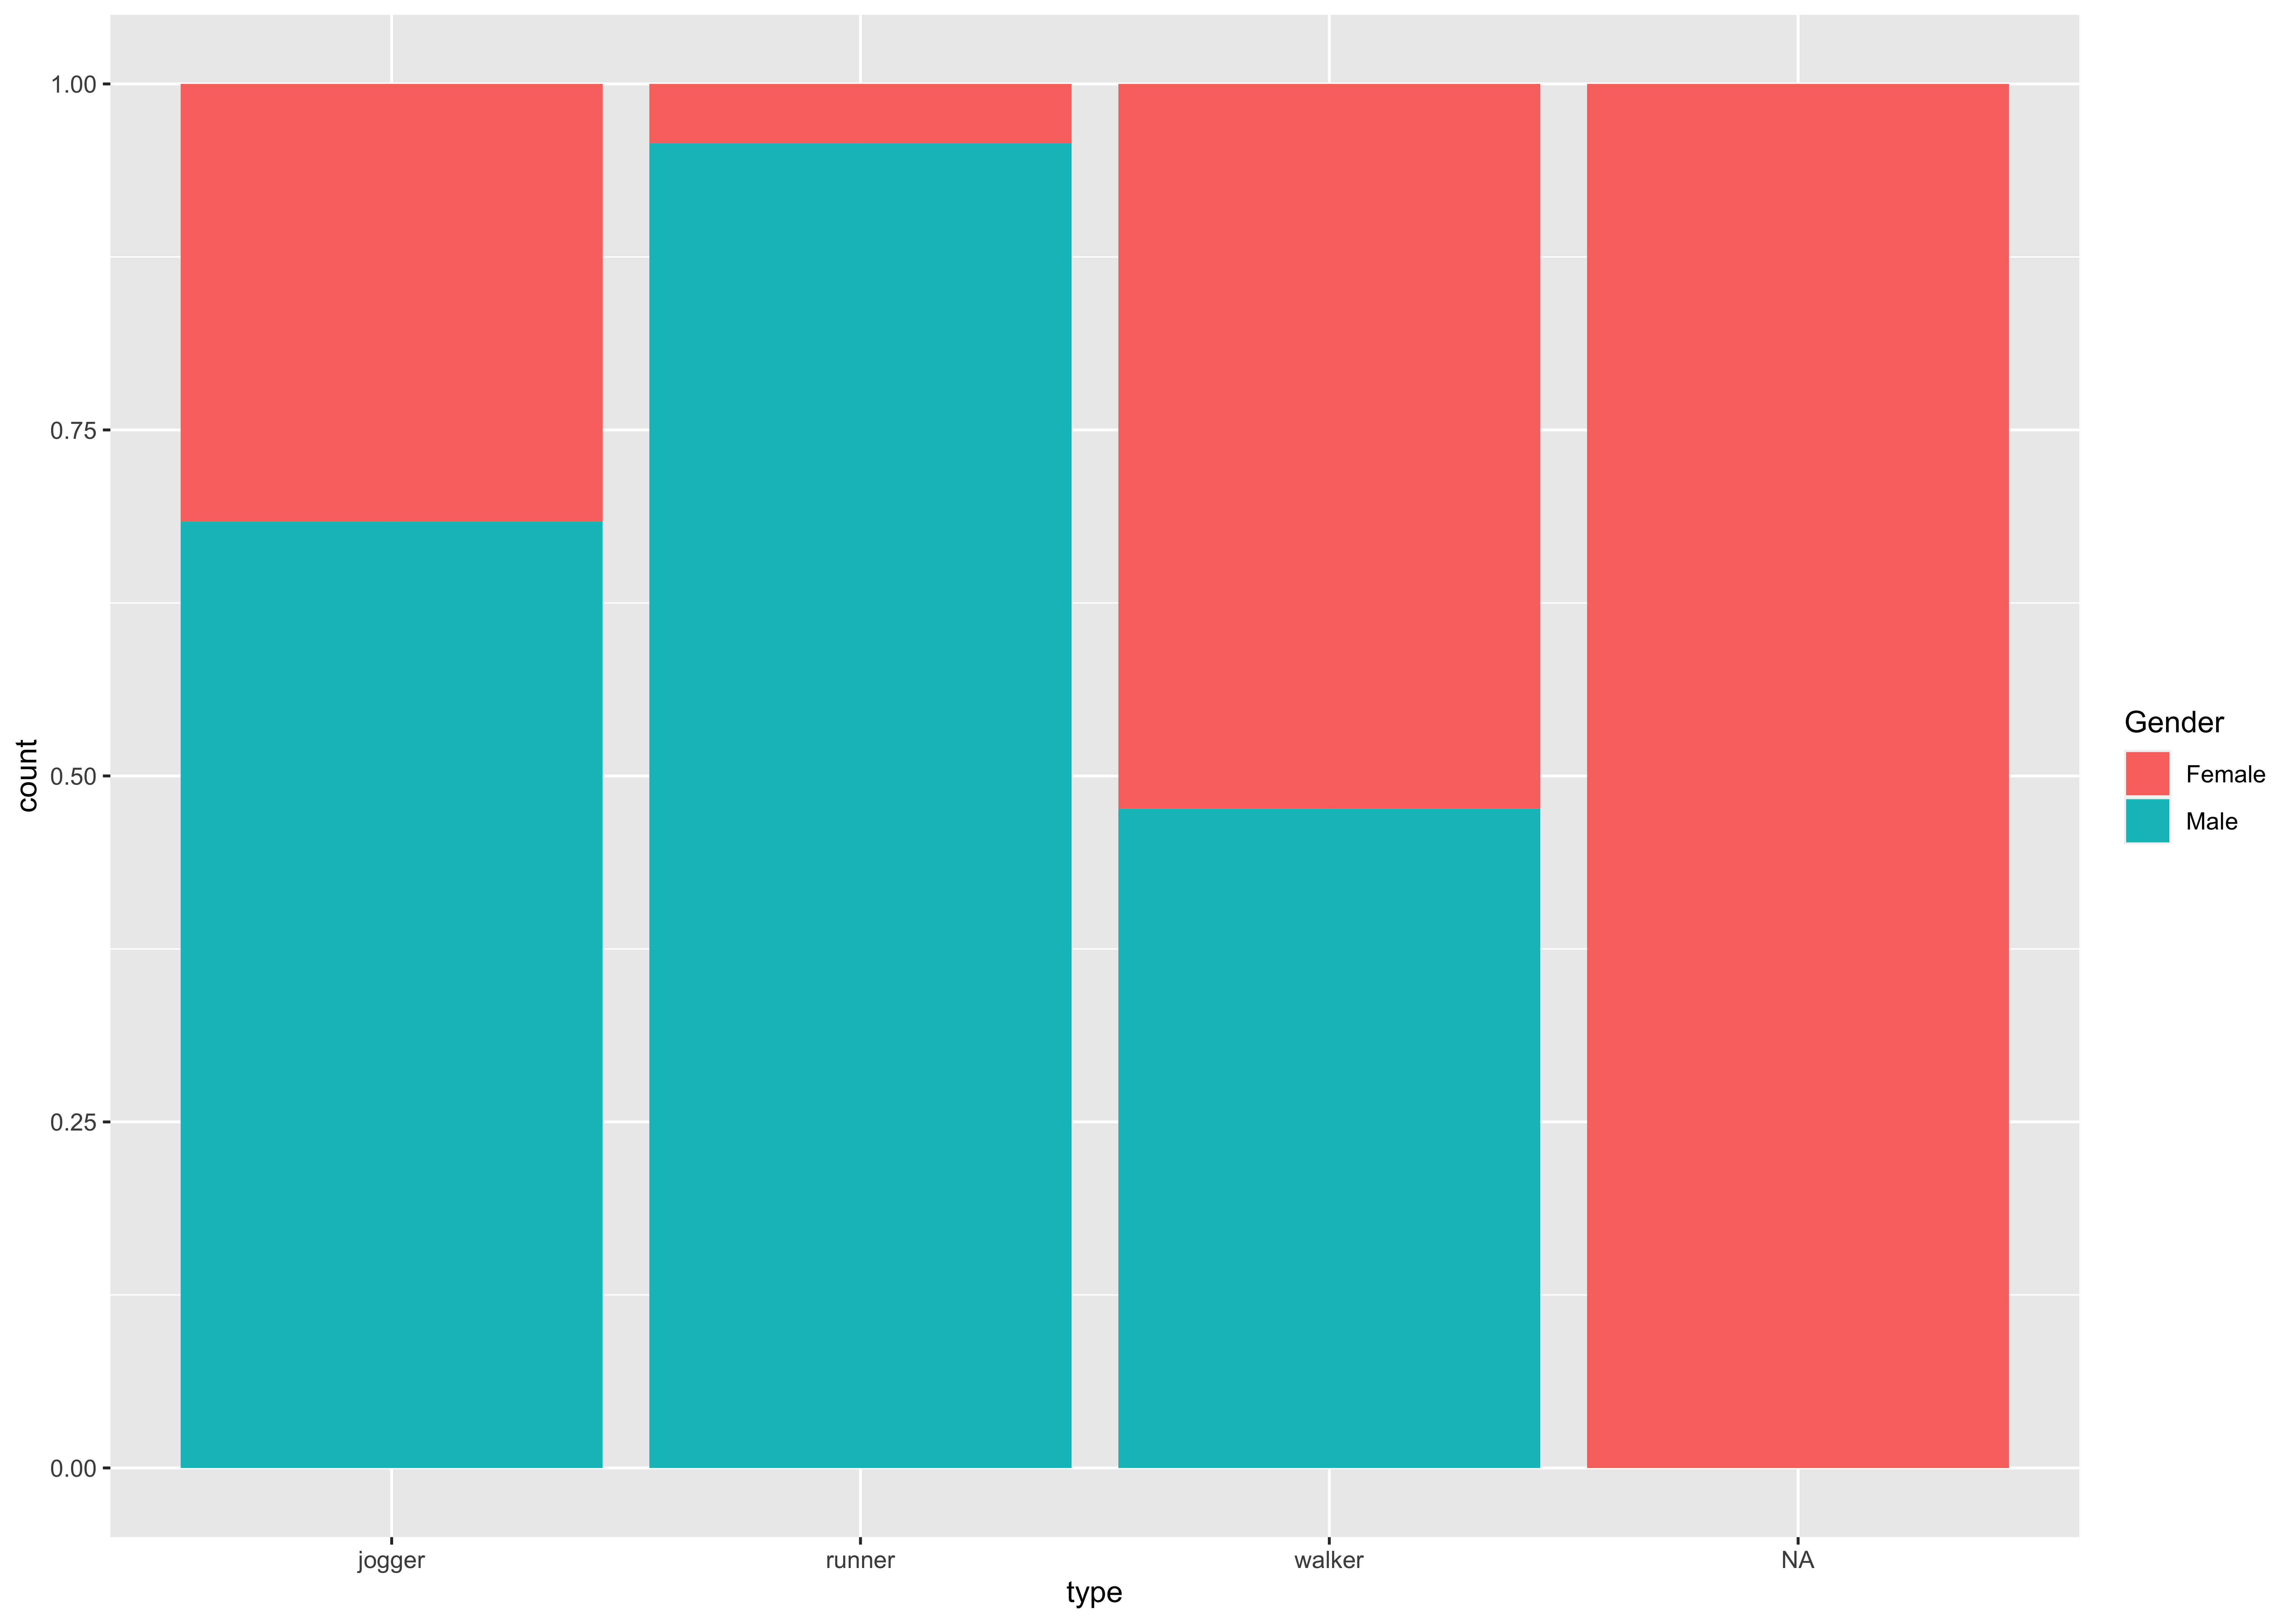 1.00
0.75
0.50
0.25
0.00
count
jogger
runner
walker
NA
type
Gender
Female
Male